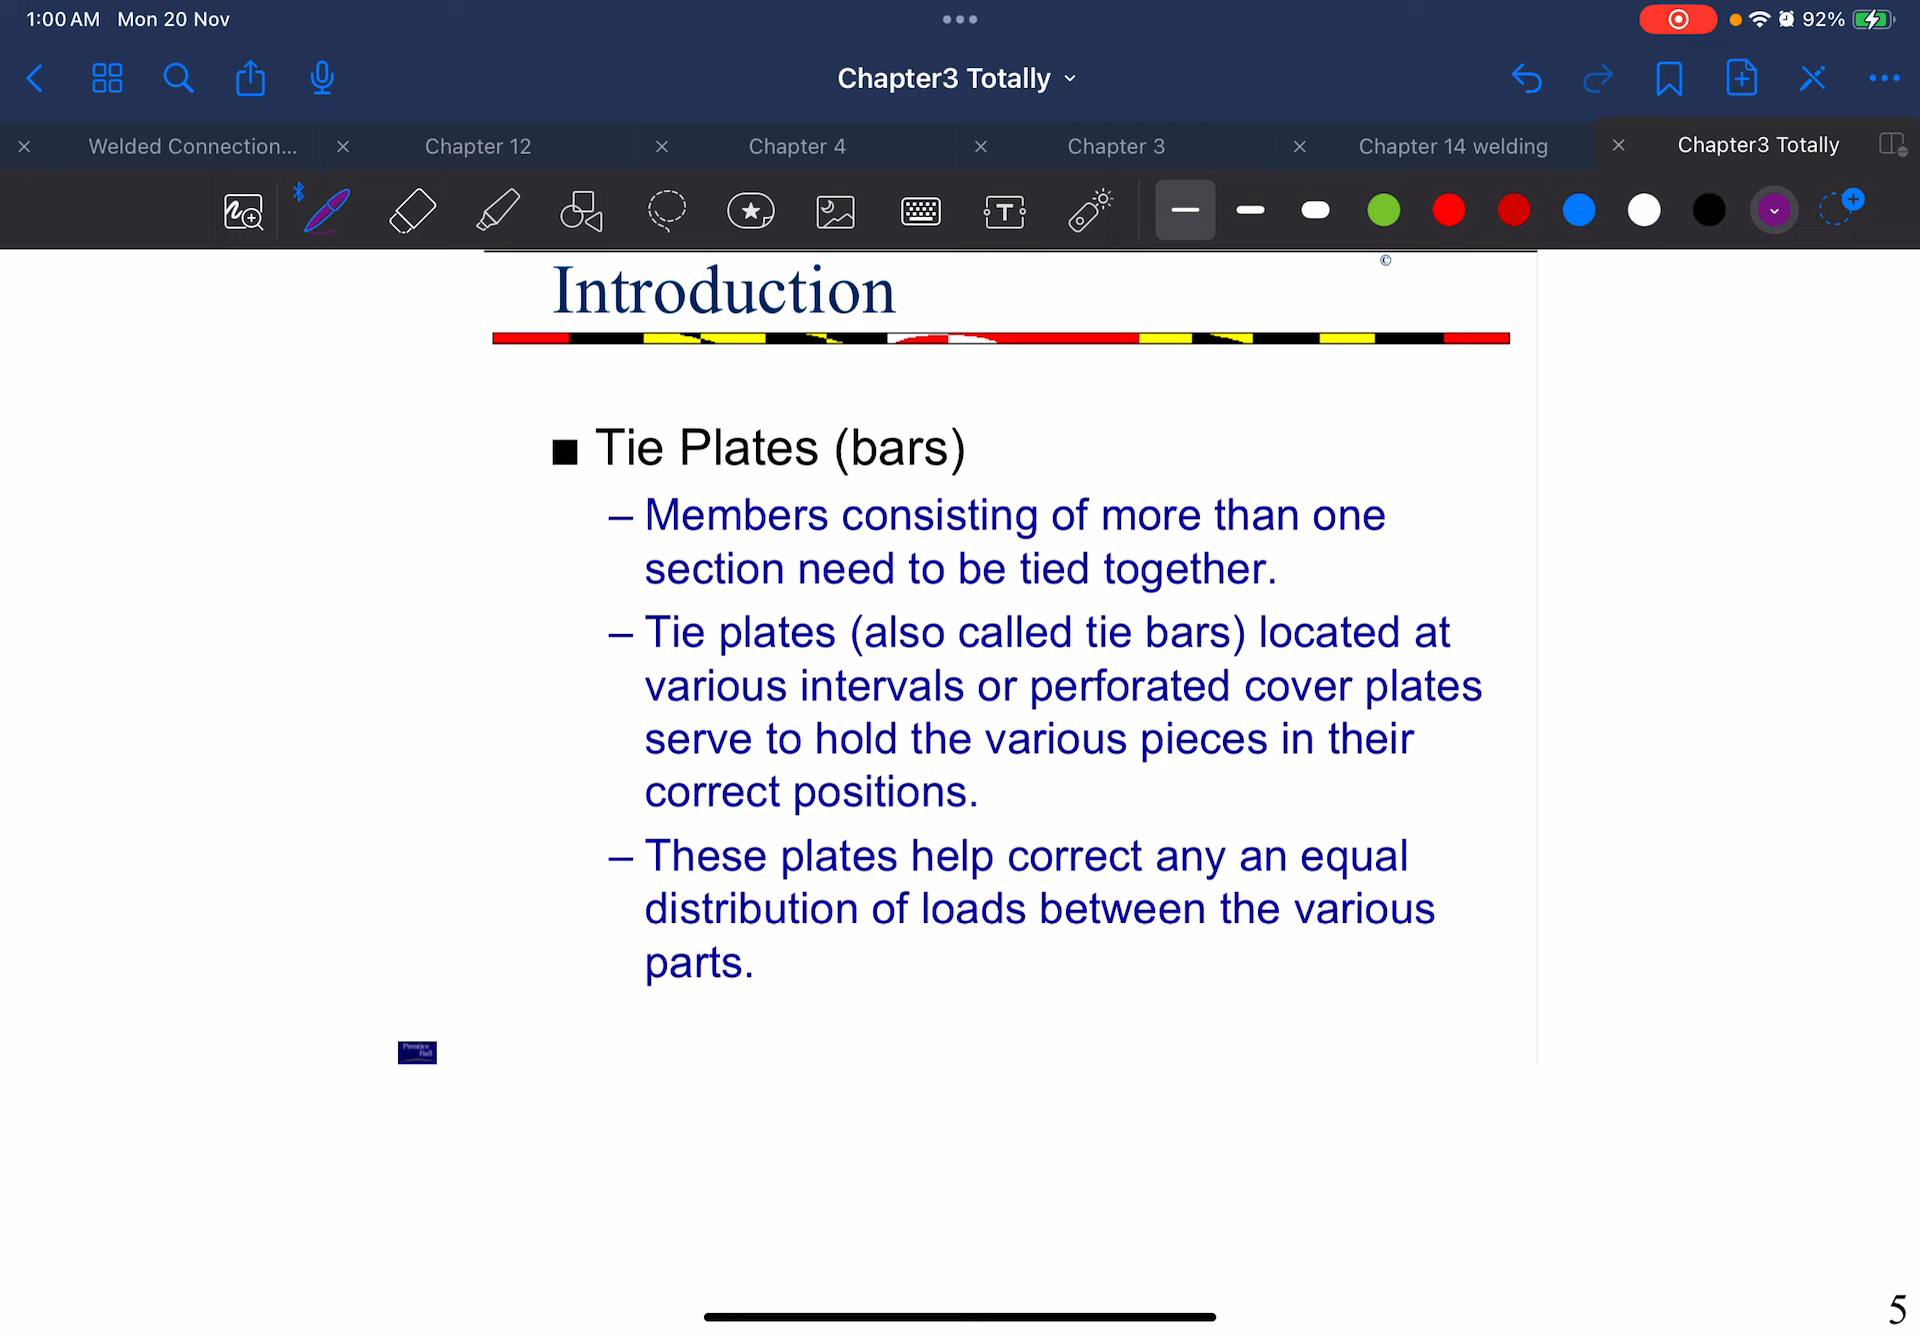 1:00 AM Mon 20 Nov
92%
Chapter3 Totally
Welded Connection...
Chapter 12
Chapter 4
Chapter 3
Chapter 14 welding
Chapter3 Totally
T
©
Introduction
■ Tie Plates (bars)
– Members consisting of more than one
section need to be tied together.
– Tie plates (also called tie bars) located at
various intervals or perforated cover plates
serve to hold the various pieces in their
correct positions.
– These plates help correct any an equal
distribution of loads between the various
parts.
Prentice
Hall
5